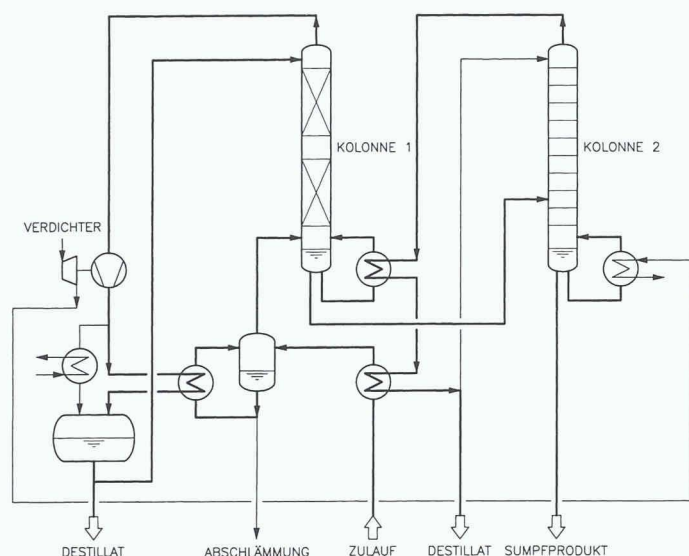 KOLONNE 1
KOLONNE 2
VERDICHTER
DESTILLAT
ABSCHLÄMMUNG
ZULAUF
DESTILLAT
SUMPFPRODUKT